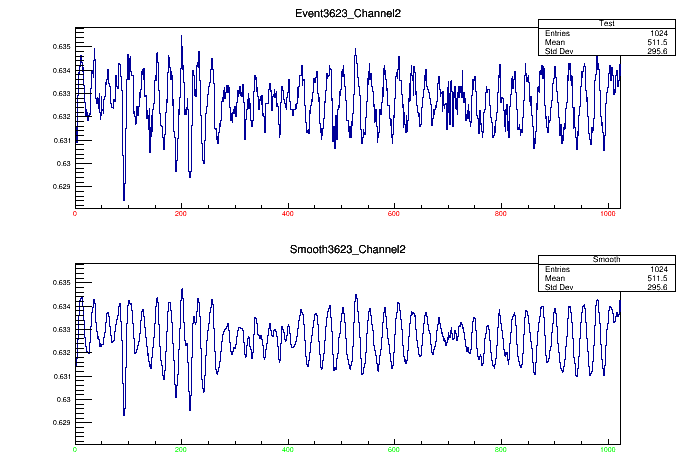 Event3623_Channel2
Test
Entries 1024
Mean 511.5
Std Dev 295.6
0.635
0.634
0.633
0.632
0.631
0.63
0.629
0 200 400 600 800 1000
Smooth3623_Channel2
Smooth
Entries 1024
Mean 511.5
Std Dev 295.6
0.635
0.634
0.633
0.632
0.631
0.63
0.629
0 200 400 600 800 1000